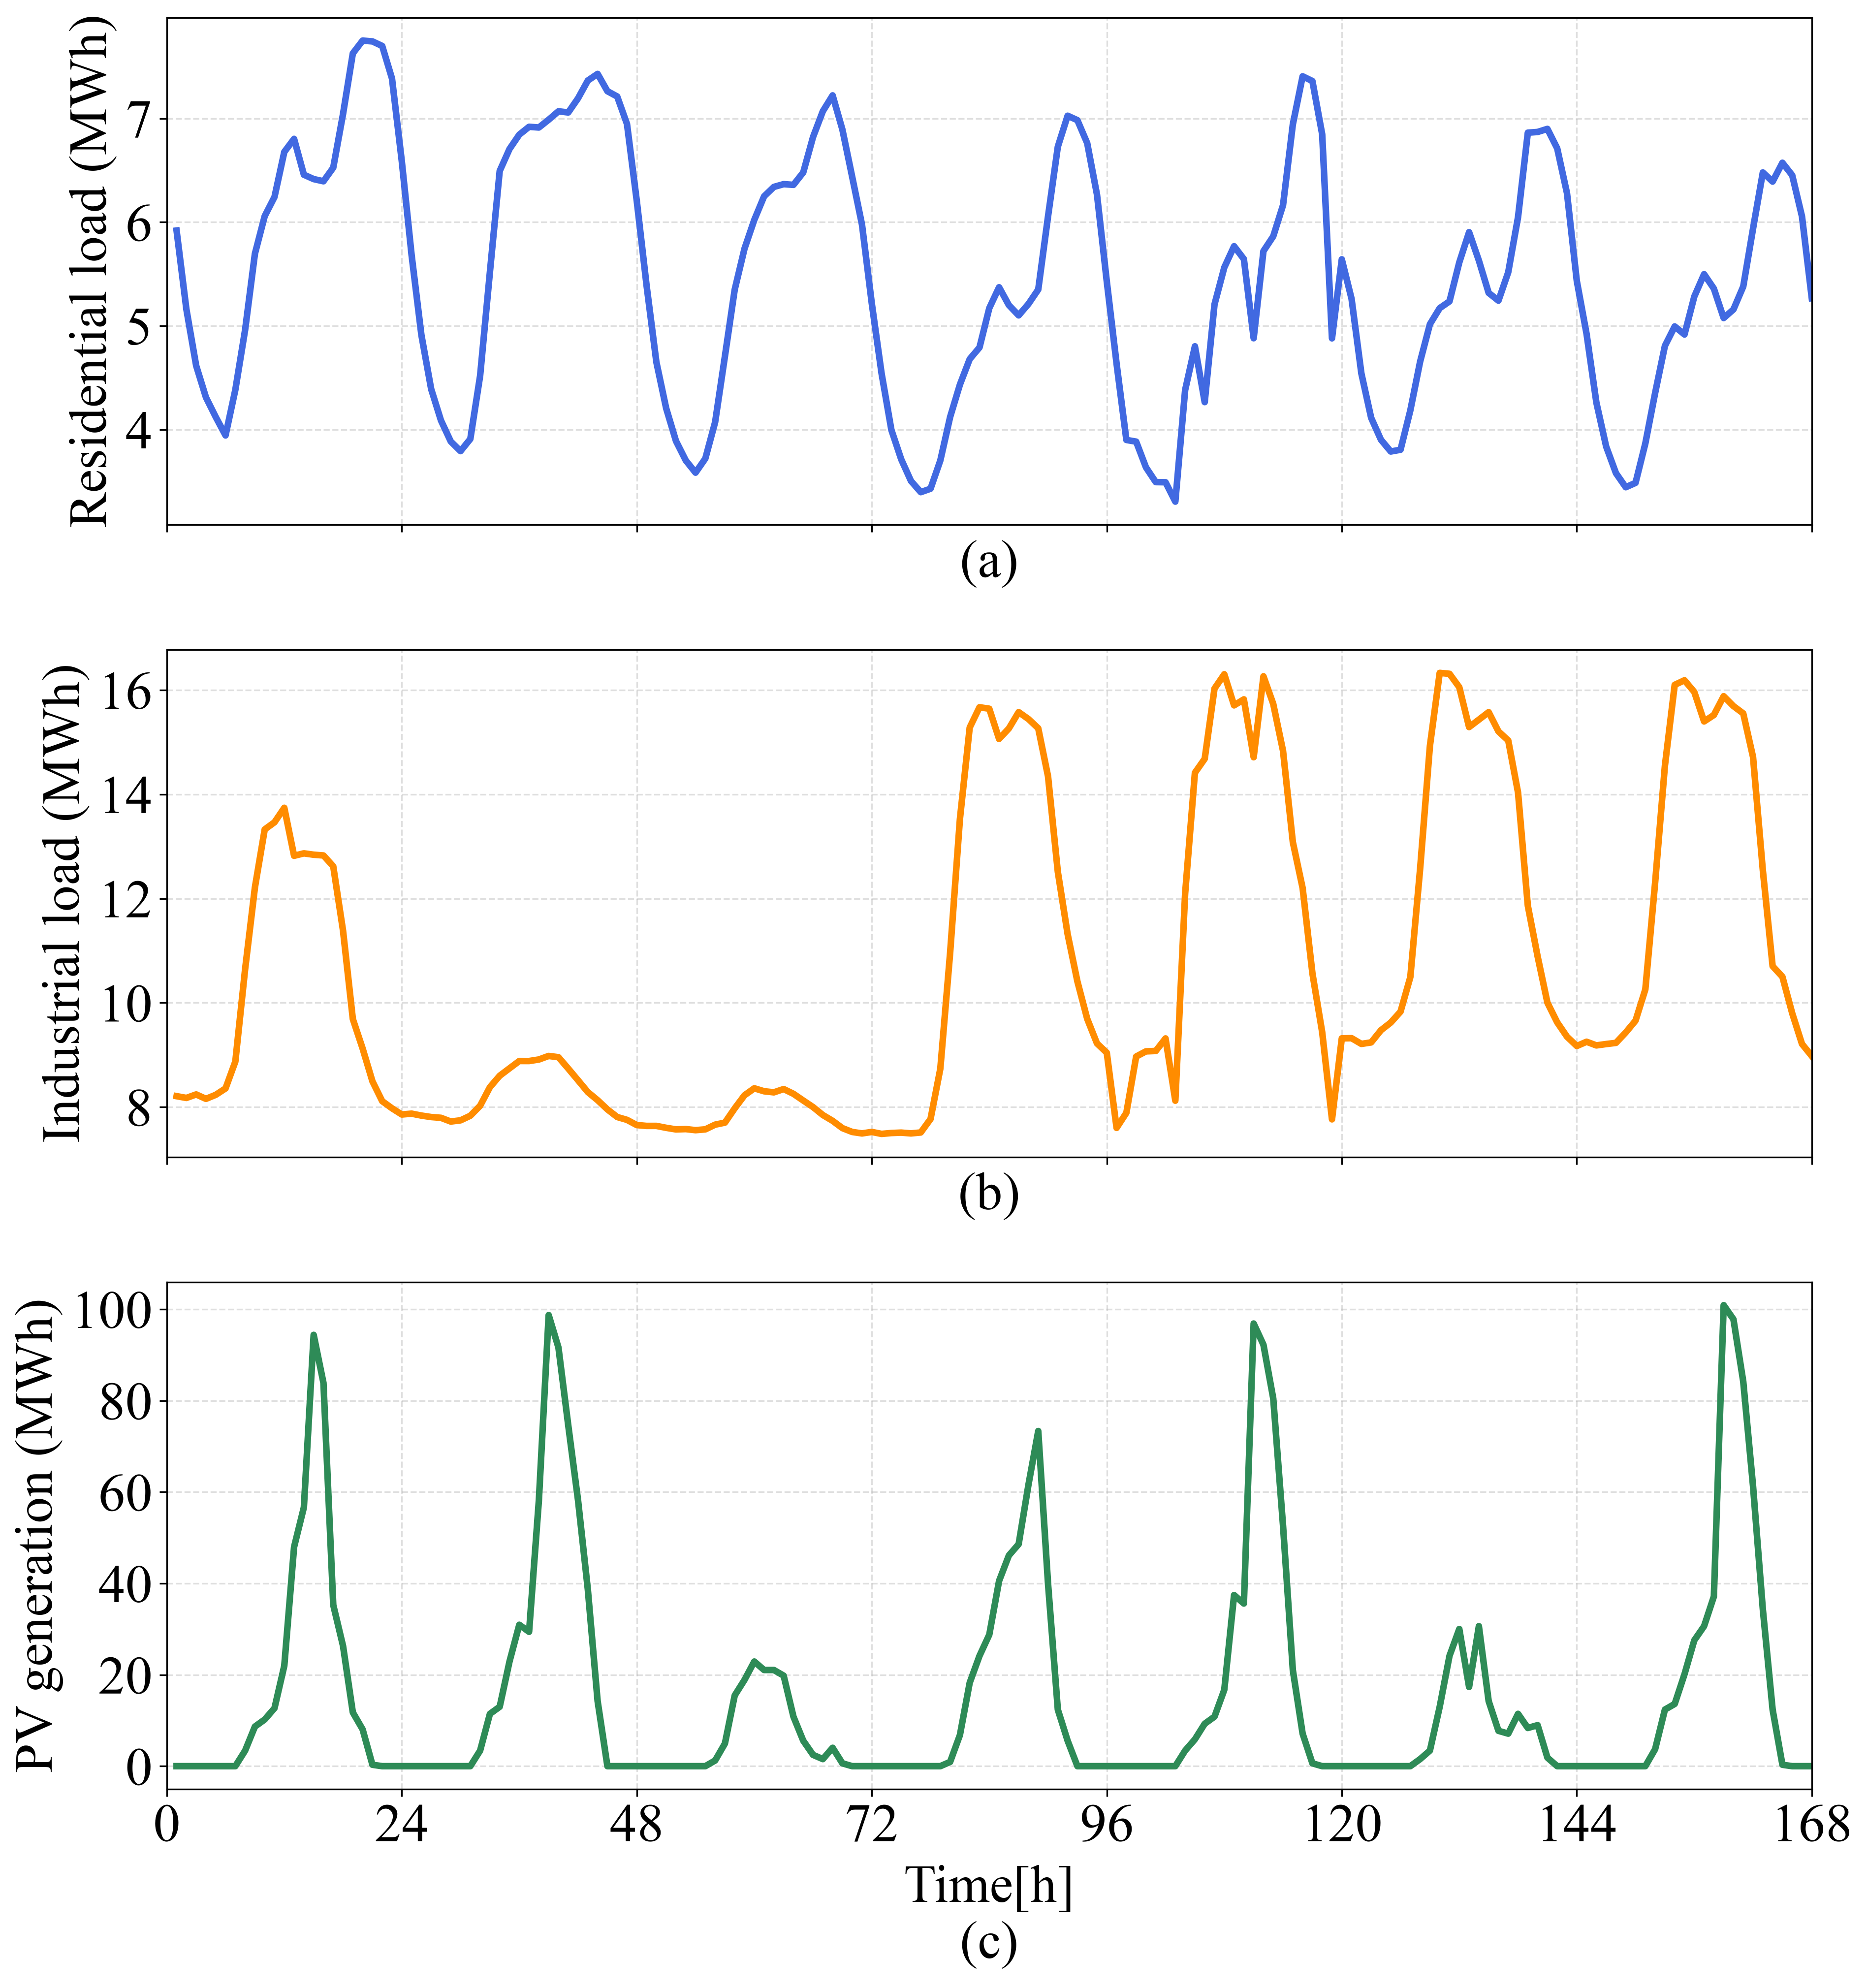 Residential load (MWh)
7
6
5
4
(a)
Industrial load (MWh)
16
14
12
10
8
(b)
PV generation (MWh)
100
80
60
40
20
0
0 24 48 72 96 120 144 168
Time[h]
(c)